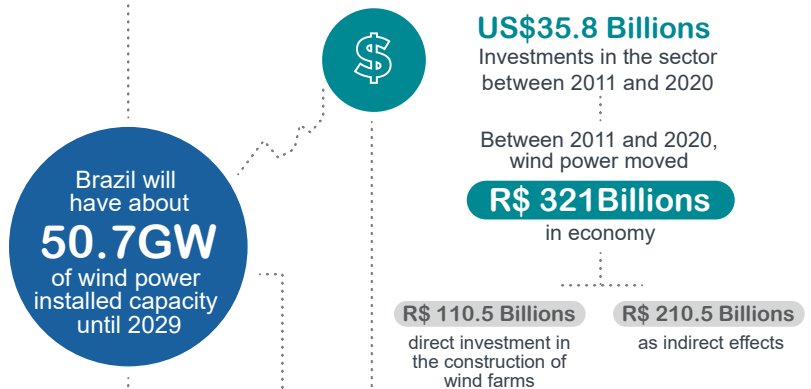 $
US$35.8 Billions
Investments in the sector
between 2011 and 2020
Between 2011 and 2020,
wind power moved
R$ 321Billions
in economy
R$ 110.5 Billions
direct investment in
the construction of
wind farms
R$ 210.5 Billions
as indirect effects
Brazil will
have about
50.7GW
of wind power
installed capacity
until 2029